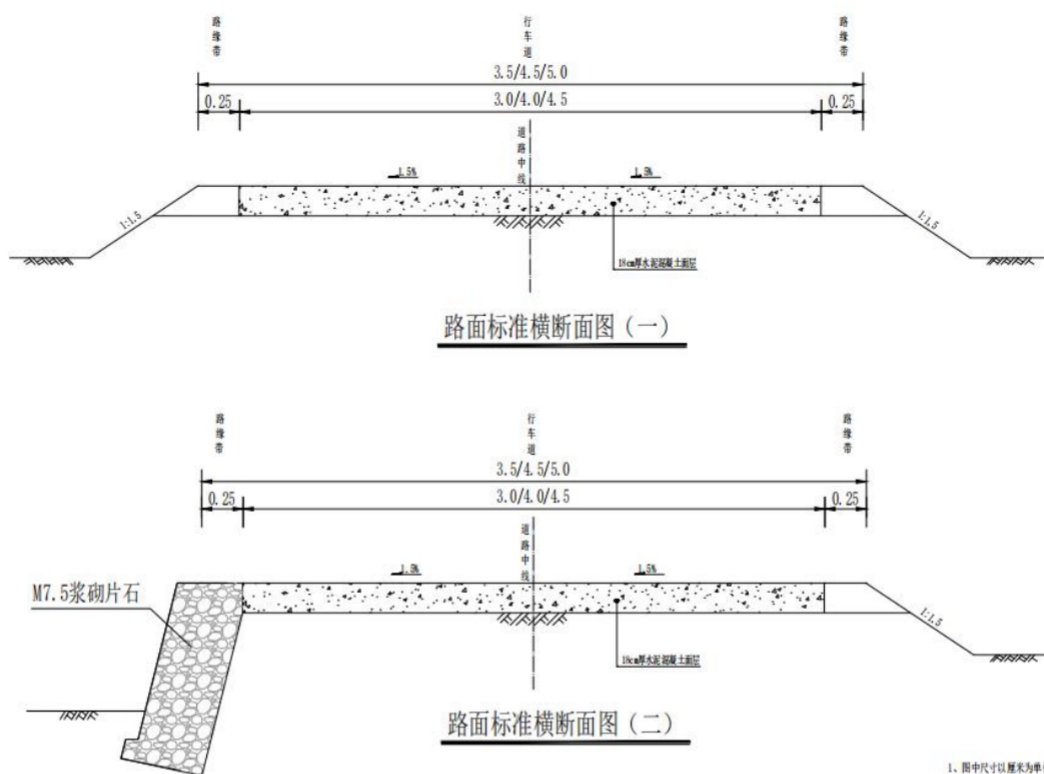 路缘带
行车道
路缘带
3.5/4.5/5.0
0.25
3.0/4.0/4.5
0.25
道路中线
1.5%
1.5%
1:1.5
1:1.5
18cm厚水泥混凝土面层
路面标准横断面图（一）
路缘带
行车道
路缘带
3.5/4.5/5.0
0.25
3.0/4.0/4.5
0.25
道路中线
1.5%
1.5%
M7.5浆砌片石
1:1.5
18cm厚水泥混凝土面层
路面标准横断面图（二）
1、图中尺寸以厘米为单